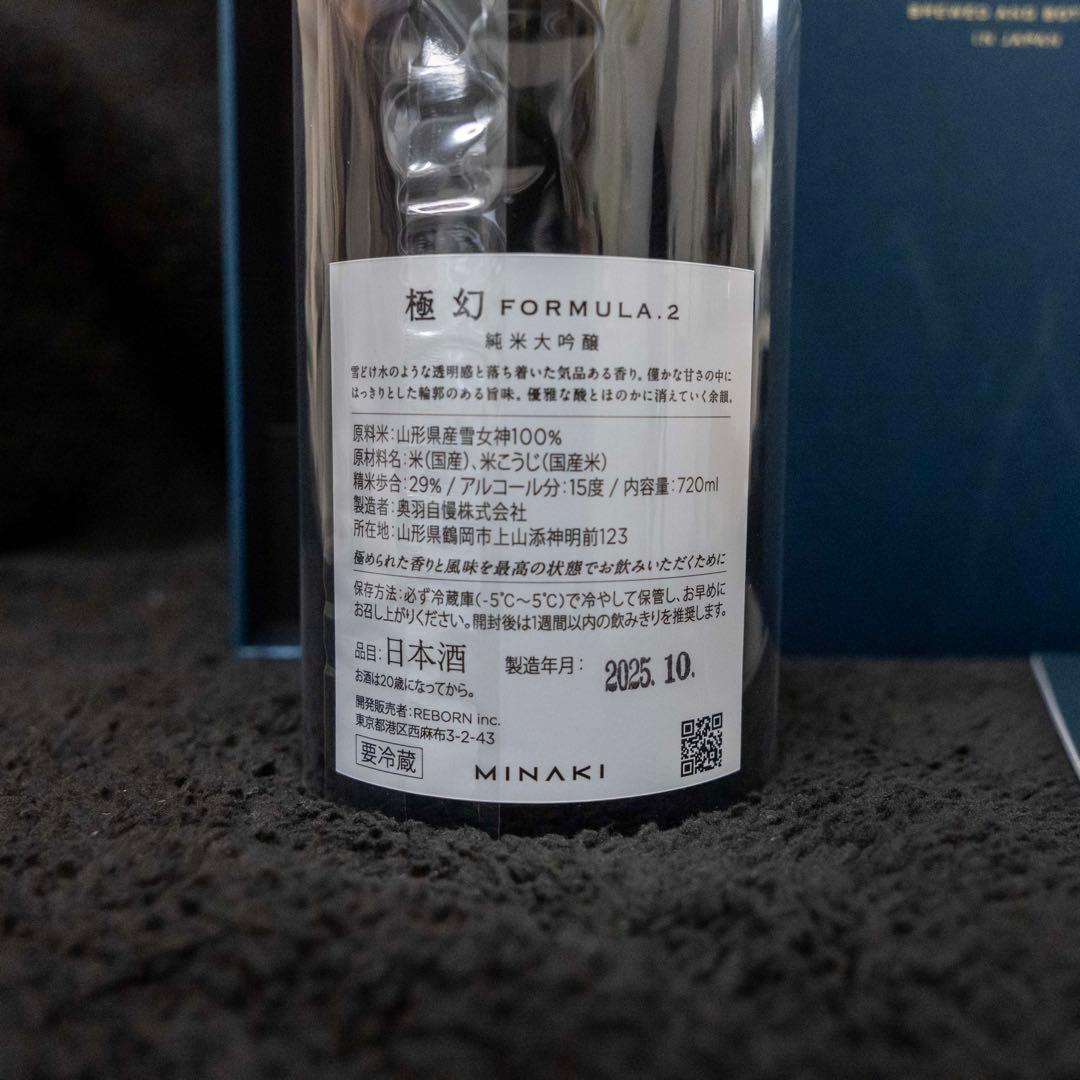 BREWED AND BOT
IN JAPAN
極幻 FORMULA.2
純米大吟醸
雪どけ水のような透明感と落ち着いた気品ある香り。僅かな甘さの中に
はっきりとした輪郭のある旨味。優雅な酸とほのかに消えていく余韻。
原料米:山形県産雪女神100%
原材料名:米(国産)、米こうじ(国産米)
精米歩合:29% / アルコール分:15度 / 内容量:720ml
製造者:奥羽自慢株式会社
所在地:山形県鶴岡市上山添神明前123
極められた香りと風味を最高の状態でお飲みいただくために
保存方法:必ず冷蔵庫(-5℃〜5℃)で冷やして保管し、お早めに
お召し上がりください。開封後は1週間以内の飲みきりを推奨します。
品目:日本酒 製造年月: 2025.10.
お酒は20歳になってから。
開発販売者:REBORN inc.
東京都港区西麻布3-2-43
要冷蔵 MINAKI